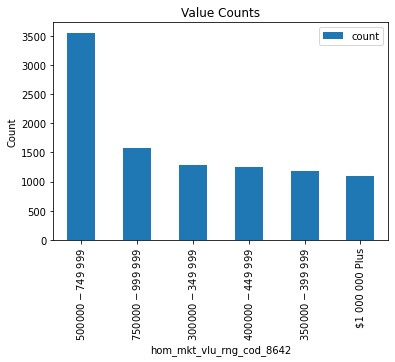 Value Counts
count
3500
3000
2500
2000
1500
1000
500
0
Count
500000 − 749 999
750000 − 999 999
300000 − 349 999
400000 − 449 999
350000 − 399 999
$1 000 000 Plus
hom_mkt_vlu_rng_cod_8642